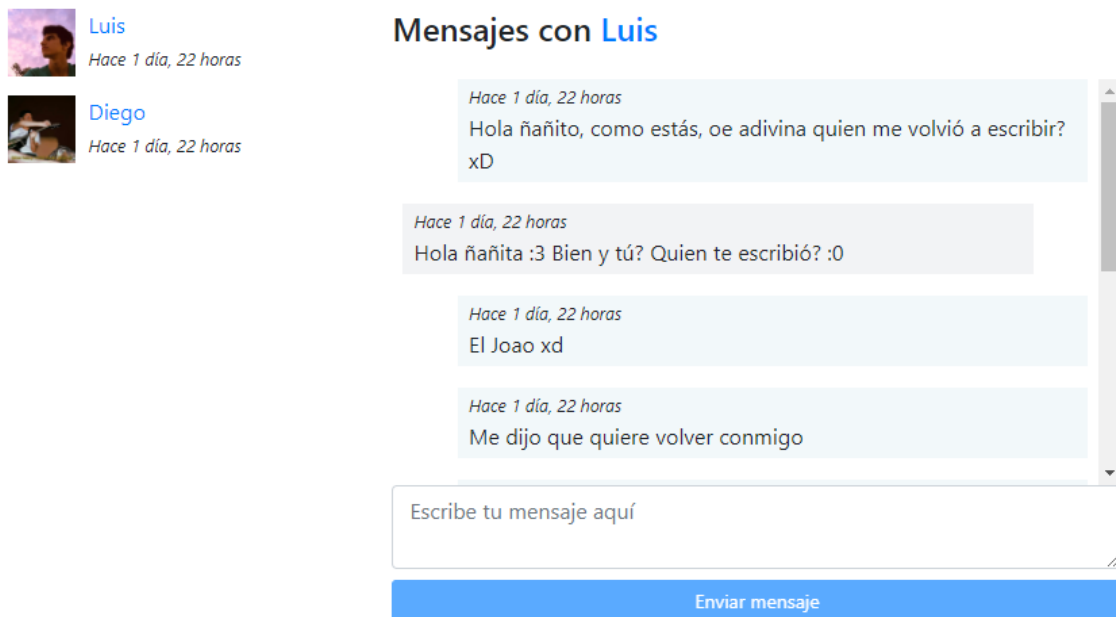 Luis
Hace 1 día, 22 horas
Diego
Hace 1 día, 22 horas
Mensajes con Luis
Hace 1 día, 22 horas
Hola ñañito, como estás, oe adivina quien me volvió a escribir?
xD
Hace 1 día, 22 horas
Hola ñañita :3 Bien y tú? Quien te escribió? :0
Hace 1 día, 22 horas
El Joao xd
Hace 1 día, 22 horas
Me dijo que quiere volver conmigo
Escribe tu mensaje aquí
Enviar mensaje